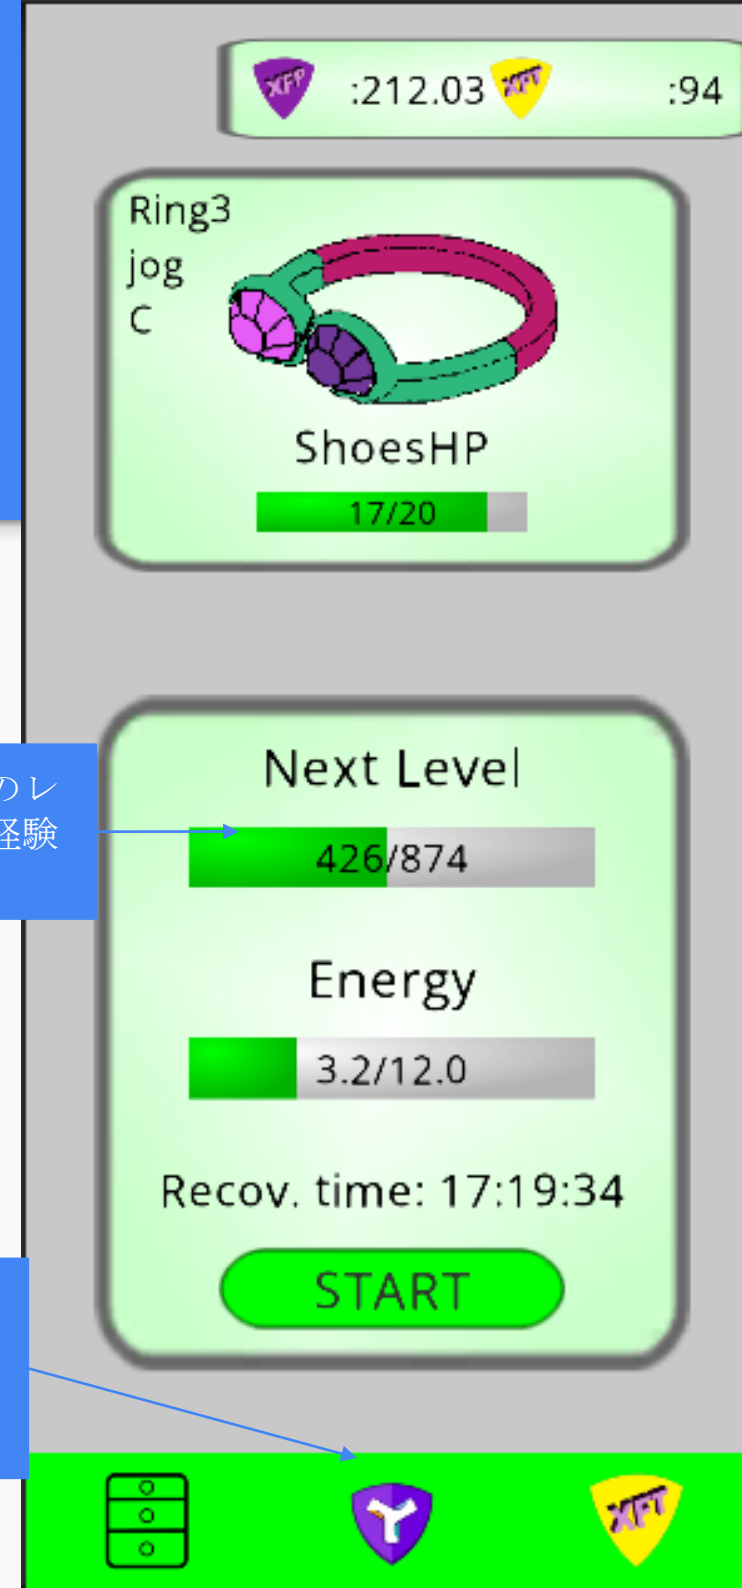 XFP :212.03 XFT :94
Ring3
jog
C
ShoesHP
17/20
Next Level
のレ
経験
426/874
Energy
3.2/12.0
Recov. time: 17:19:34
START
XFT